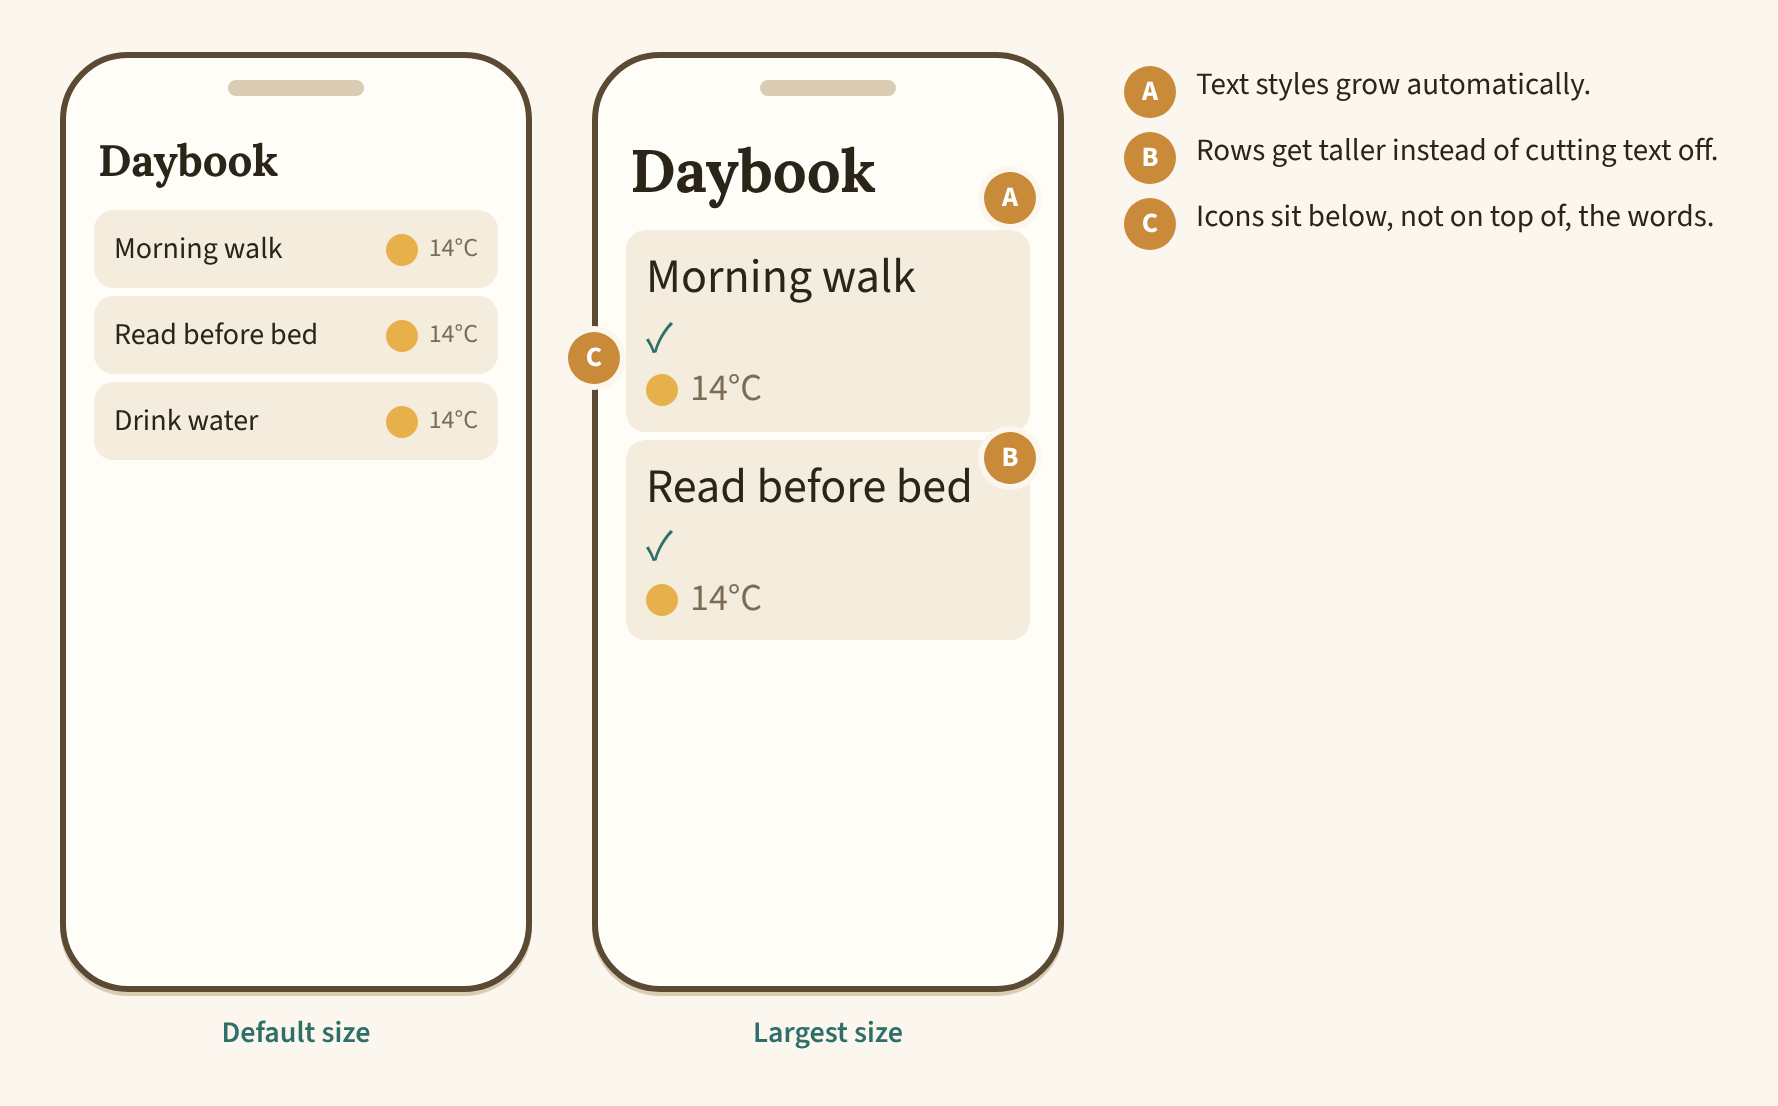 Daybook
Morning walk 14°C
Read before bed 14°C
Drink water 14°C
Default size
Daybook
A
Morning walk
✓
C
14°C
B
Read before bed
✓
14°C
Largest size
A Text styles grow automatically.
B Rows get taller instead of cutting text off.
C Icons sit below, not on top of, the words.